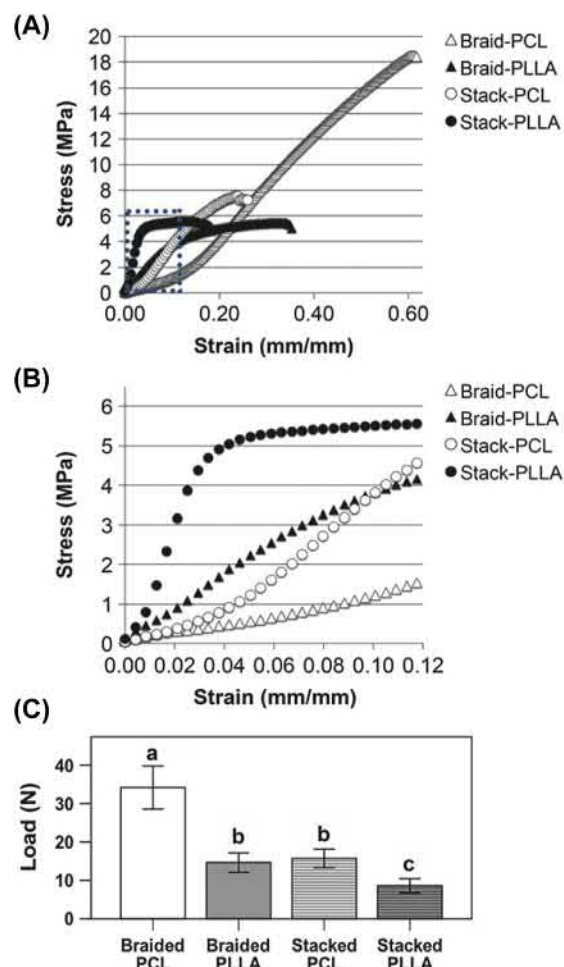 (A)
20
18
16
14
12
10
8
6
4
2
0
0.00 0.20 0.40 0.60
Stress (MPa)
Strain (mm/mm)
Braid-PCL
Braid-PLLA
Stack-PCL
Stack-PLLA
(B)
6
5
4
3
2
1
0
0.00 0.02 0.04 0.06 0.08 0.10 0.12
Stress (MPa)
Strain (mm/mm)
Braid-PCL
Braid-PLLA
Stack-PCL
Stack-PLLA
(C)
40
30
20
10
0
Load (N)
a
b
b
c
Braided Braided Stacked Stacked
PCL PLLA PCL PLLA